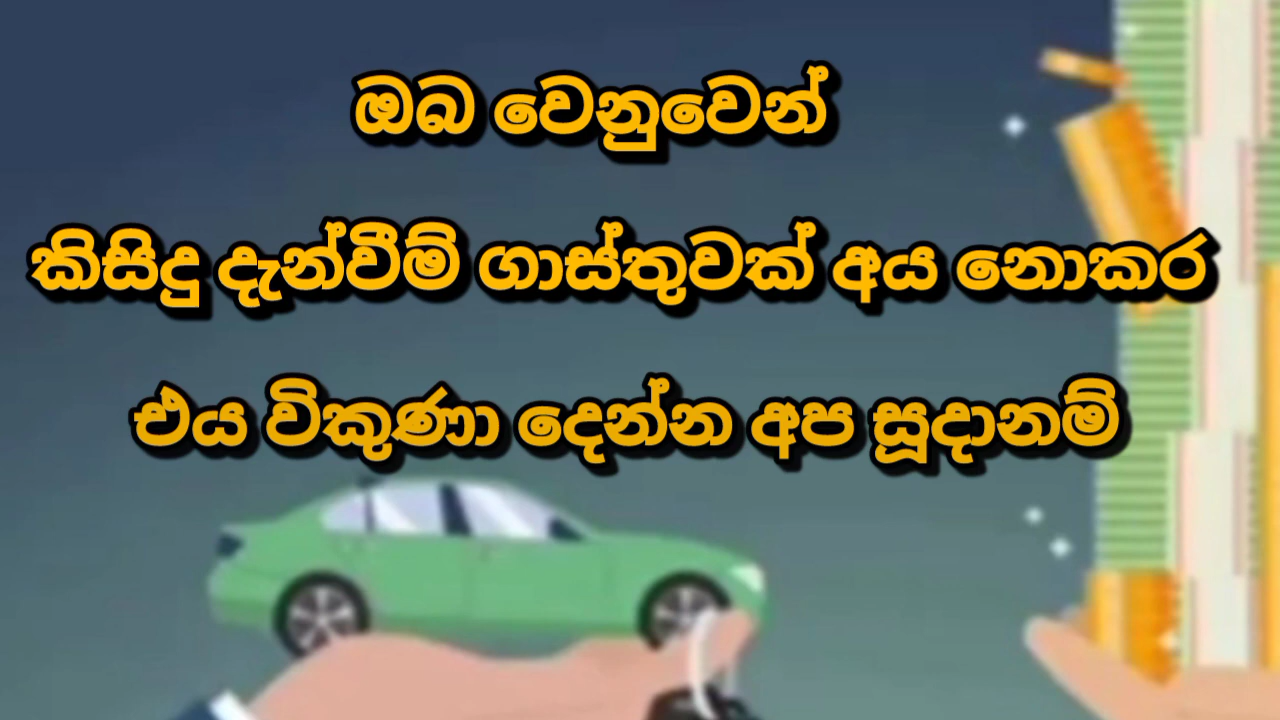 ඔබ වෙනුවෙන්
කිසිදු දැන්වීම් ගාස්තුවක් අය නොකර
එය විකුණා දෙන්න අප සූදානම්